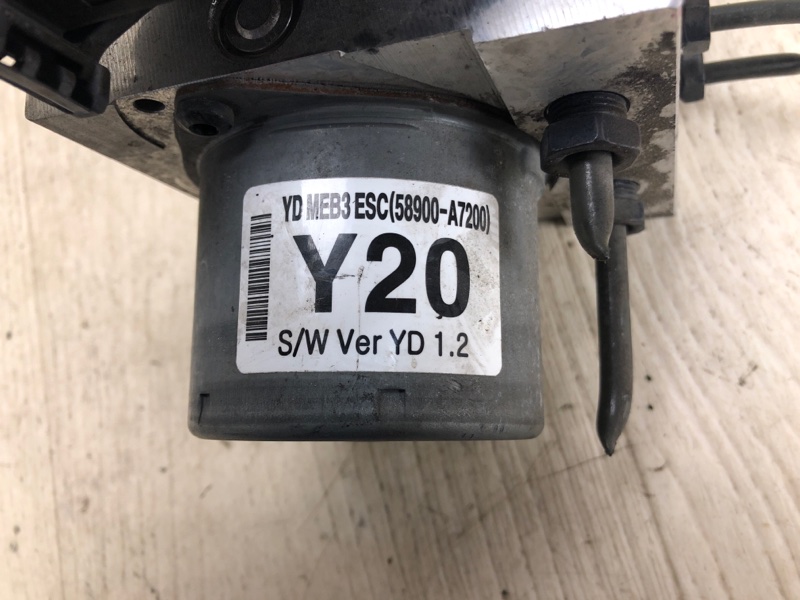 YD MEB3 ESC(58900-A7200)
Y20
S/W Ver YD 1.2